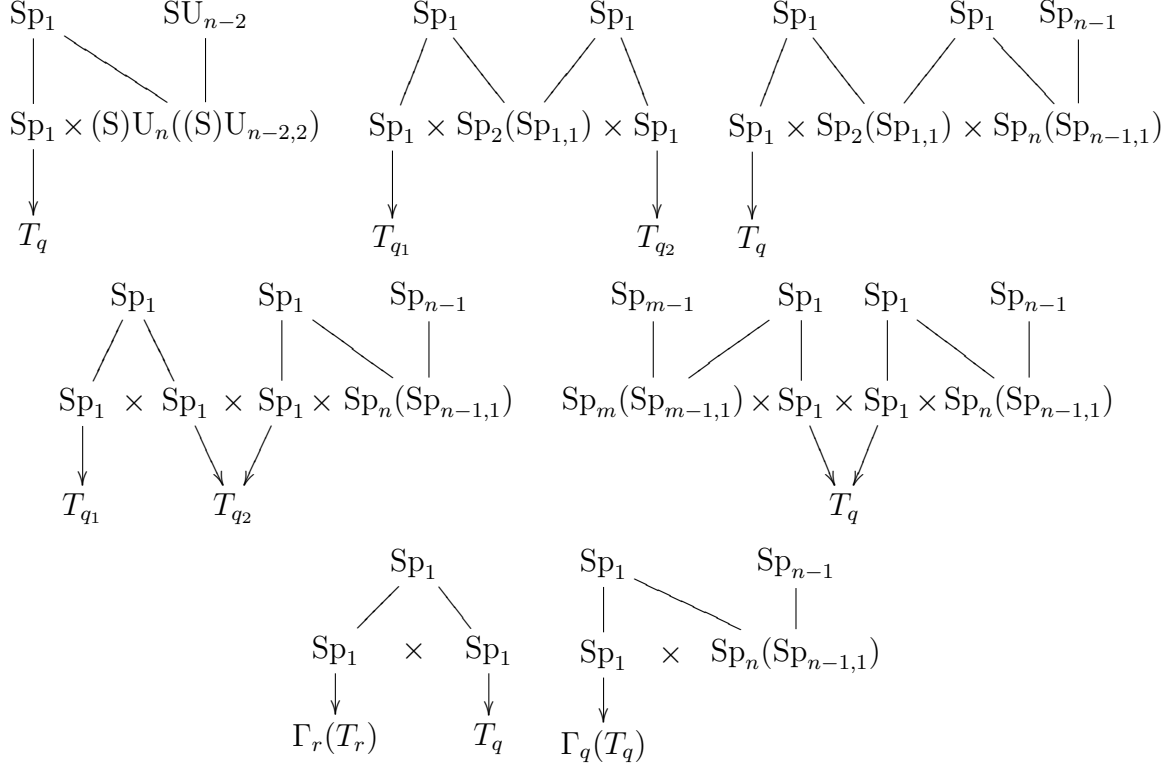 Sp₁ SU_{n−2} Sp₁ Sp₁ Sp₁ Sp₁ Sp_{n−1}
Sp₁ × (S)U_n((S)U_{n−2,2}) Sp₁ × Sp₂(Sp_{1,1}) × Sp₁ Sp₁ × Sp₂(Sp_{1,1}) × Sp_n(Sp_{n−1,1})
T_q T_{q₁} T_{q₂} T_q
Sp₁ Sp₁ Sp_{n−1} Sp_{m−1} Sp₁ Sp₁ Sp_{n−1}
Sp₁ × Sp₁ × Sp₁ × Sp_n(Sp_{n−1,1}) Sp_m(Sp_{m−1,1}) × Sp₁ × Sp₁ × Sp_n(Sp_{n−1,1})
T_{q₁} T_{q₂} T_q
Sp₁ Sp₁ Sp_{n−1}
Sp₁ × Sp₁ Sp₁ × Sp_n(Sp_{n−1,1})
Γ_r(T_r) T_q Γ_q(T_q)